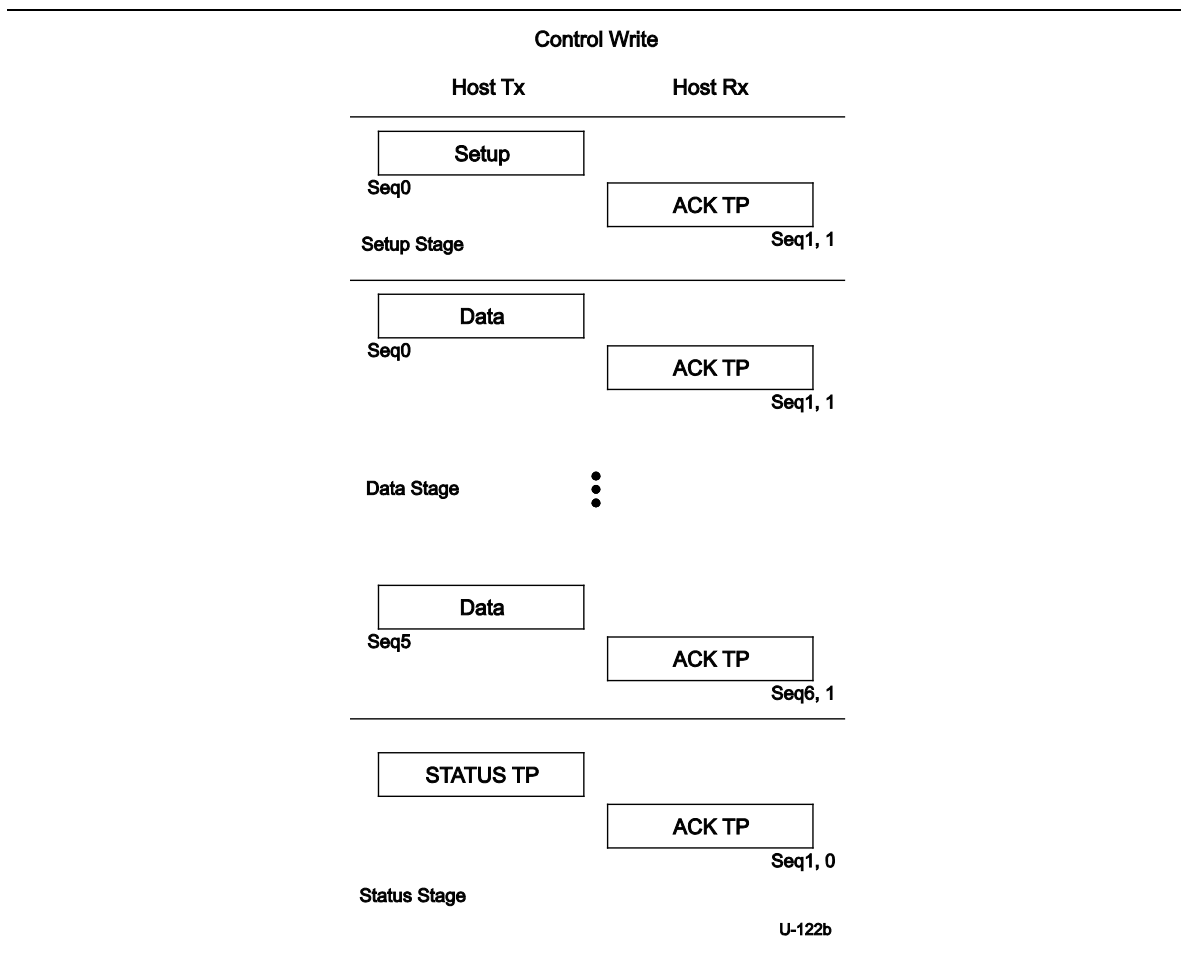 Control Write
Host Tx Host Rx
Setup
Seq0
ACK TP
Seq1, 1
Setup Stage
Data
Seq0
ACK TP
Seq1, 1
Data Stage
Data
Seq5
ACK TP
Seq6, 1
STATUS TP
ACK TP
Seq1, 0
Status Stage
U-122b